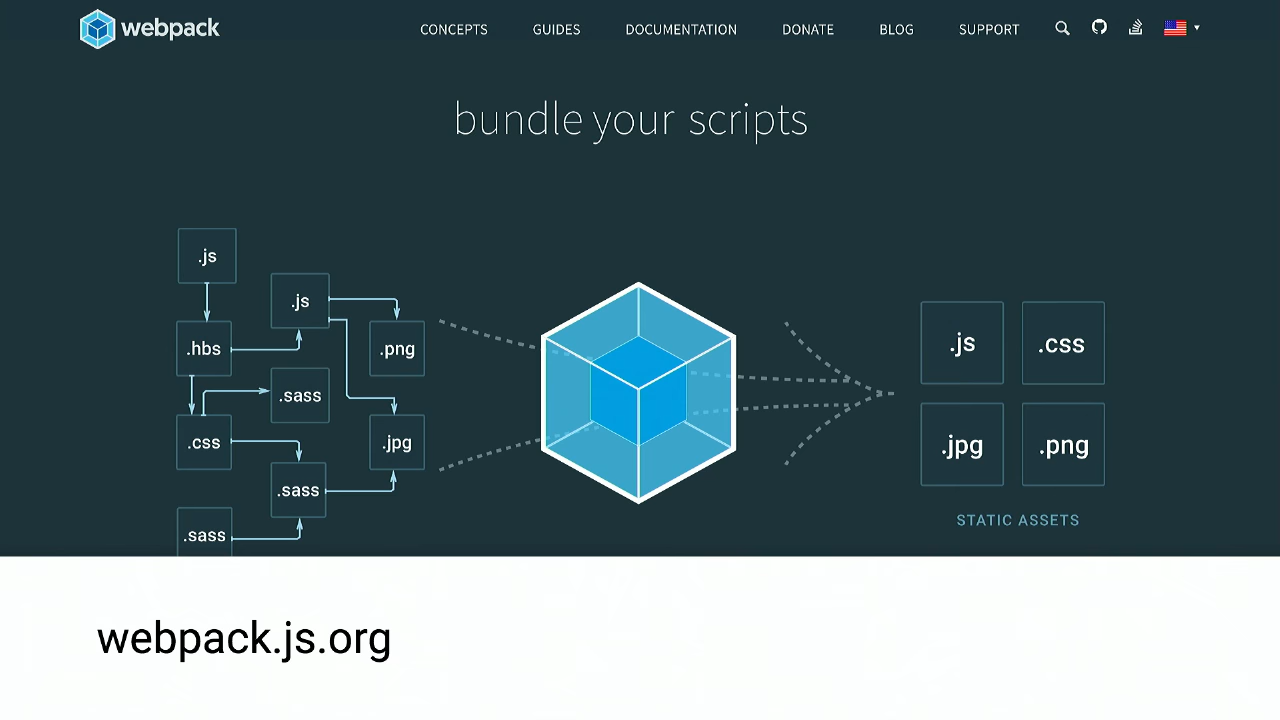 webpack
CONCEPTS GUIDES DOCUMENTATION DONATE BLOG SUPPORT
bundle your scripts
.js
.js
.hbs
.png
.sass
.css
.jpg
.sass
.sass
.js
.css
.jpg
.png
STATIC ASSETS
webpack.js.org